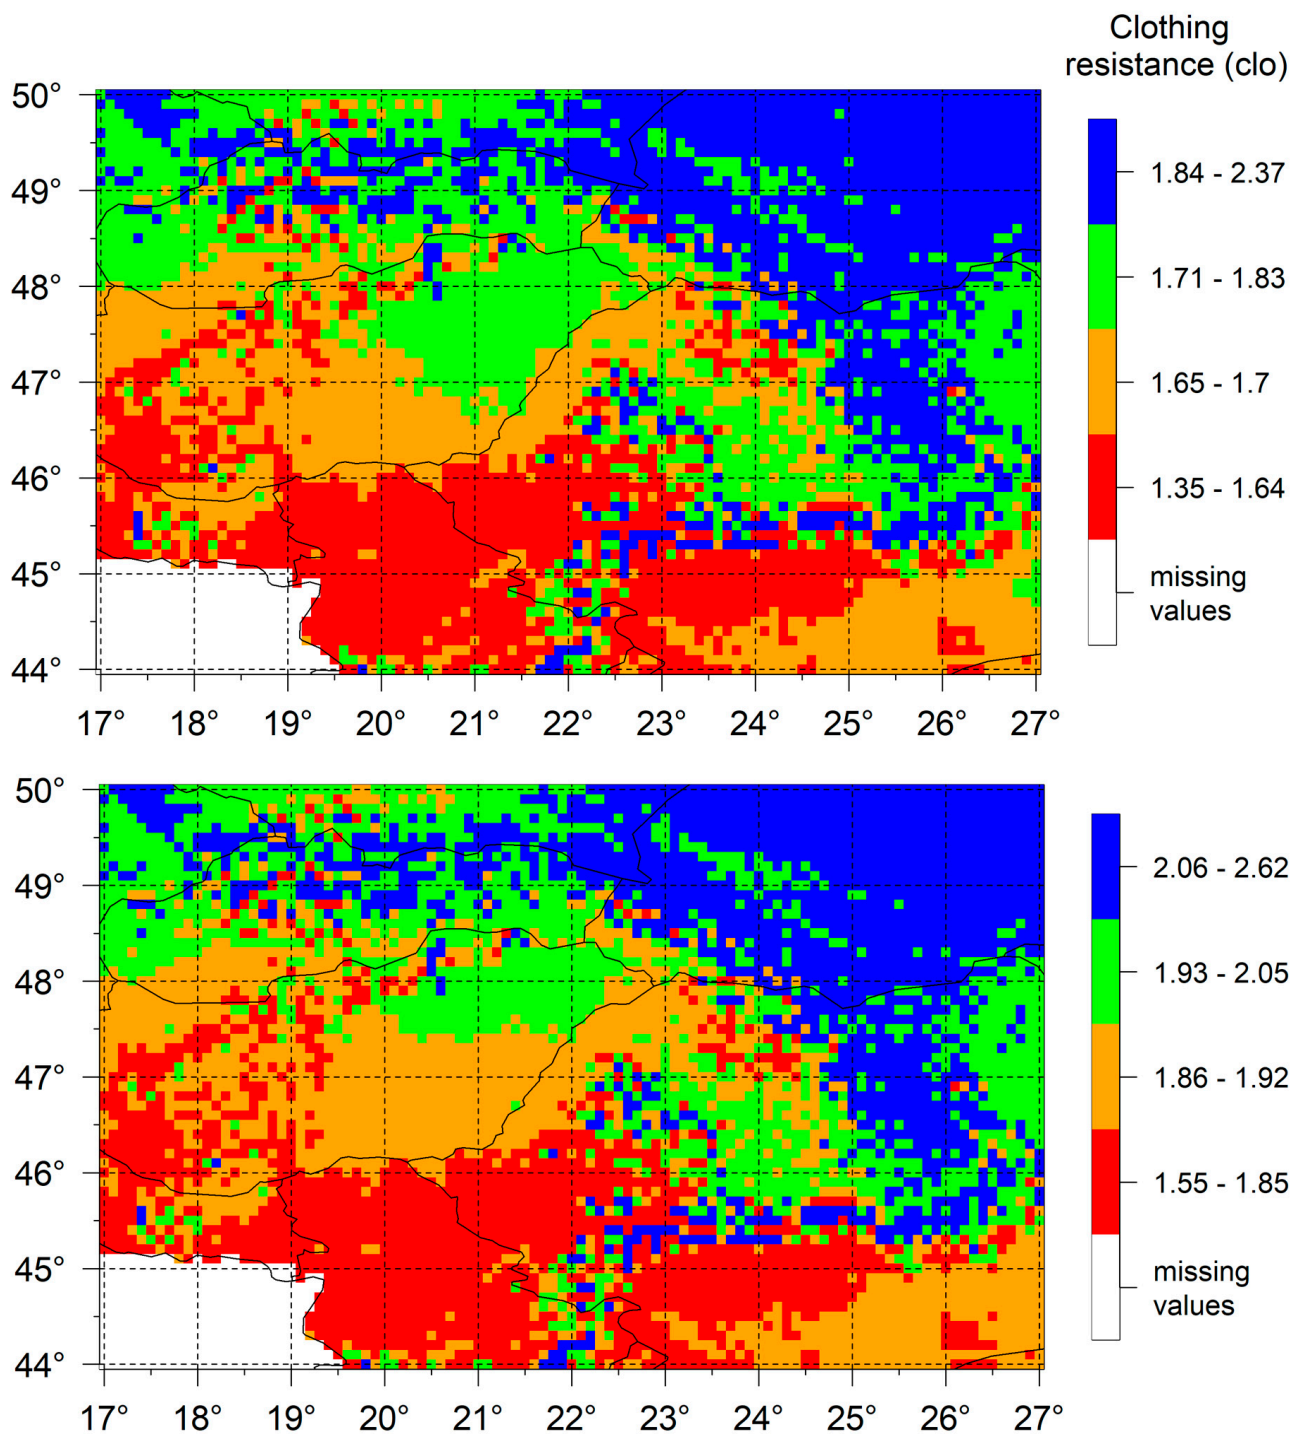 Clothing
resistance (clo)
50°
49°
48°
47°
46°
45°
44°
17° 18° 19° 20° 21° 22° 23° 24° 25° 26° 27°
1.84 - 2.37
1.71 - 1.83
1.65 - 1.7
1.35 - 1.64
missing
values
50°
49°
48°
47°
46°
45°
44°
17° 18° 19° 20° 21° 22° 23° 24° 25° 26° 27°
2.06 - 2.62
1.93 - 2.05
1.86 - 1.92
1.55 - 1.85
missing
values